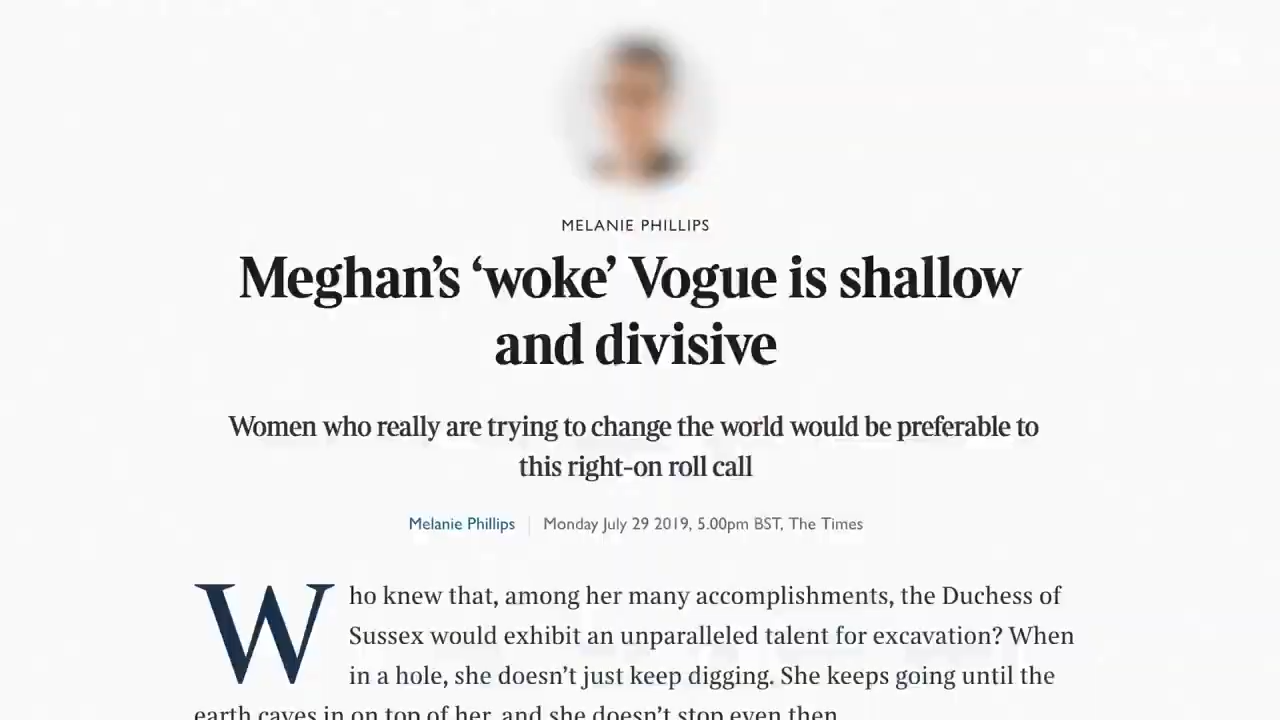 MELANIE PHILLIPS
Meghan’s ‘woke’ Vogue is shallow
and divisive
Women who really are trying to change the world would be preferable to
this right-on roll call
Melanie Phillips | Monday July 29 2019, 5.00pm BST, The Times
Who knew that, among her many accomplishments, the Duchess of
Sussex would exhibit an unparalleled talent for excavation? When
in a hole, she doesn’t just keep digging. She keeps going until the
earth caves in on top of her, and she doesn’t stop even then.